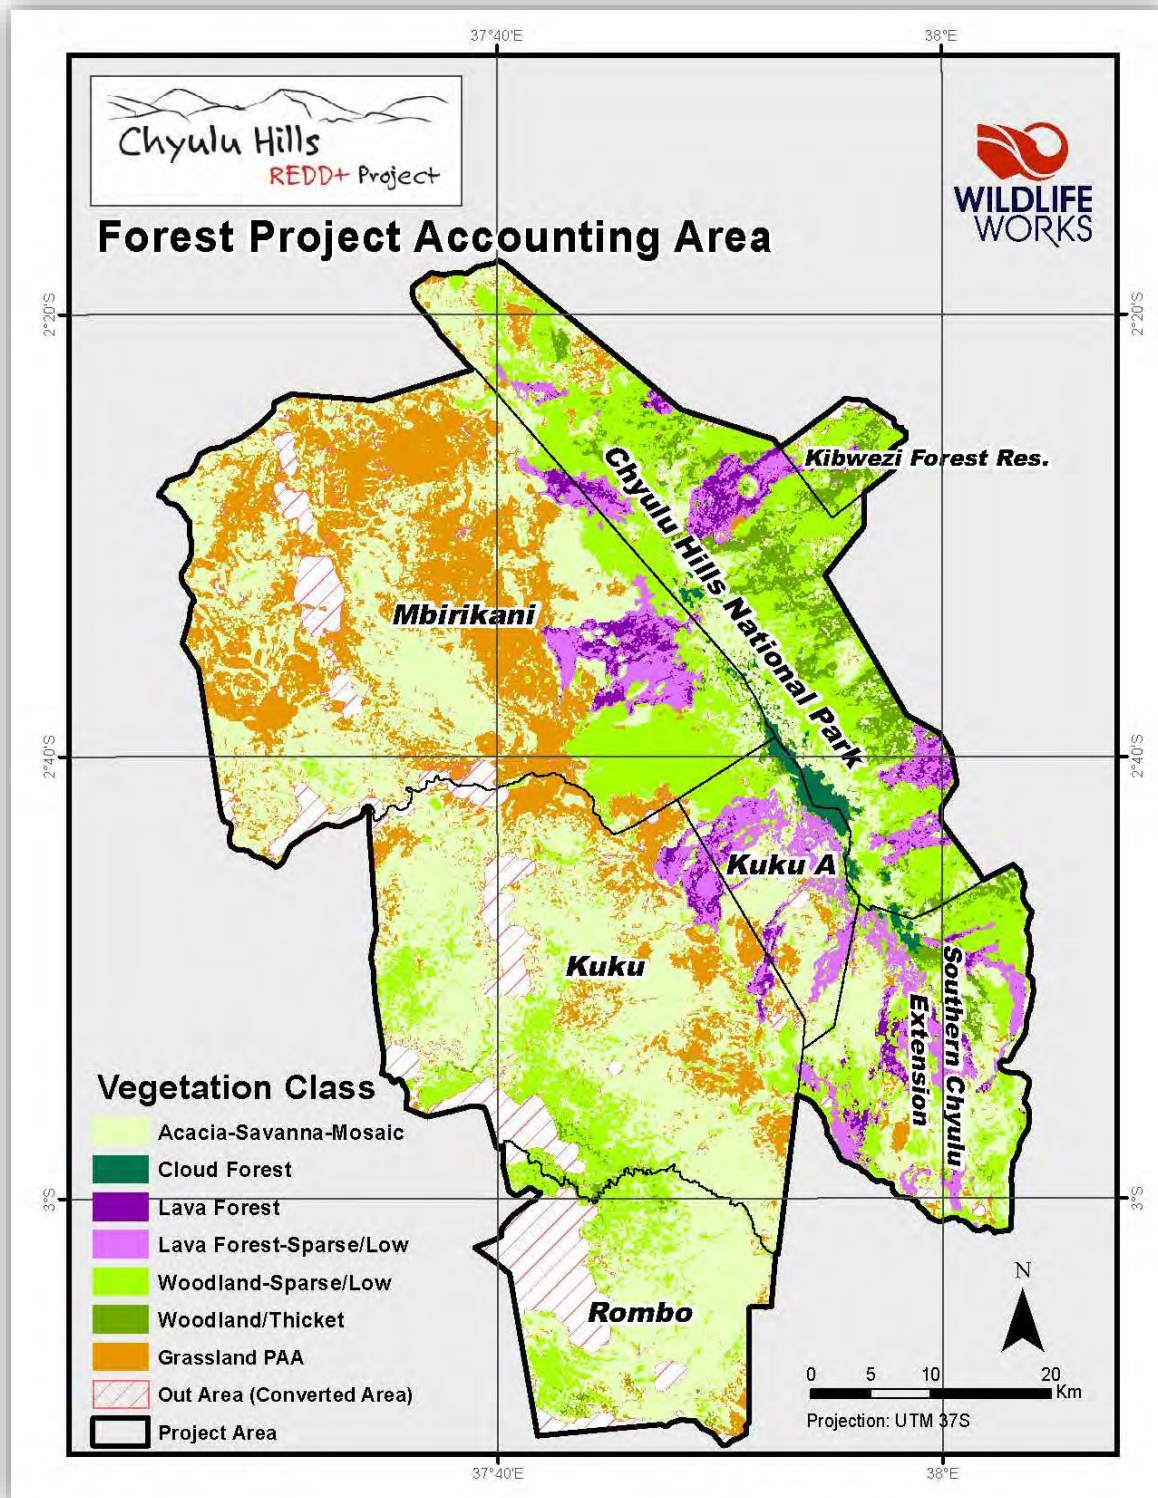 37°40'E
38°E
Chyulu Hills
REDD+ Project
WILDLIFE
WORKS
Forest Project Accounting Area
2°20'S
2°20'S
Kibwezi Forest Res.
Chyulu Hills National Park
Mbirikani
2°40'S
2°40'S
Kuku A
Kuku
Southern Chyulu
Extension
Vegetation Class
Acacia-Savanna-Mosaic
Cloud Forest
Lava Forest
Lava Forest-Sparse/Low
Woodland-Sparse/Low
Woodland/Thicket
Grassland PAA
Out Area (Converted Area)
Project Area
3°S
3°S
Rombo
N
0 5 10 20
Km
Projection: UTM 37S
37°40'E
38°E